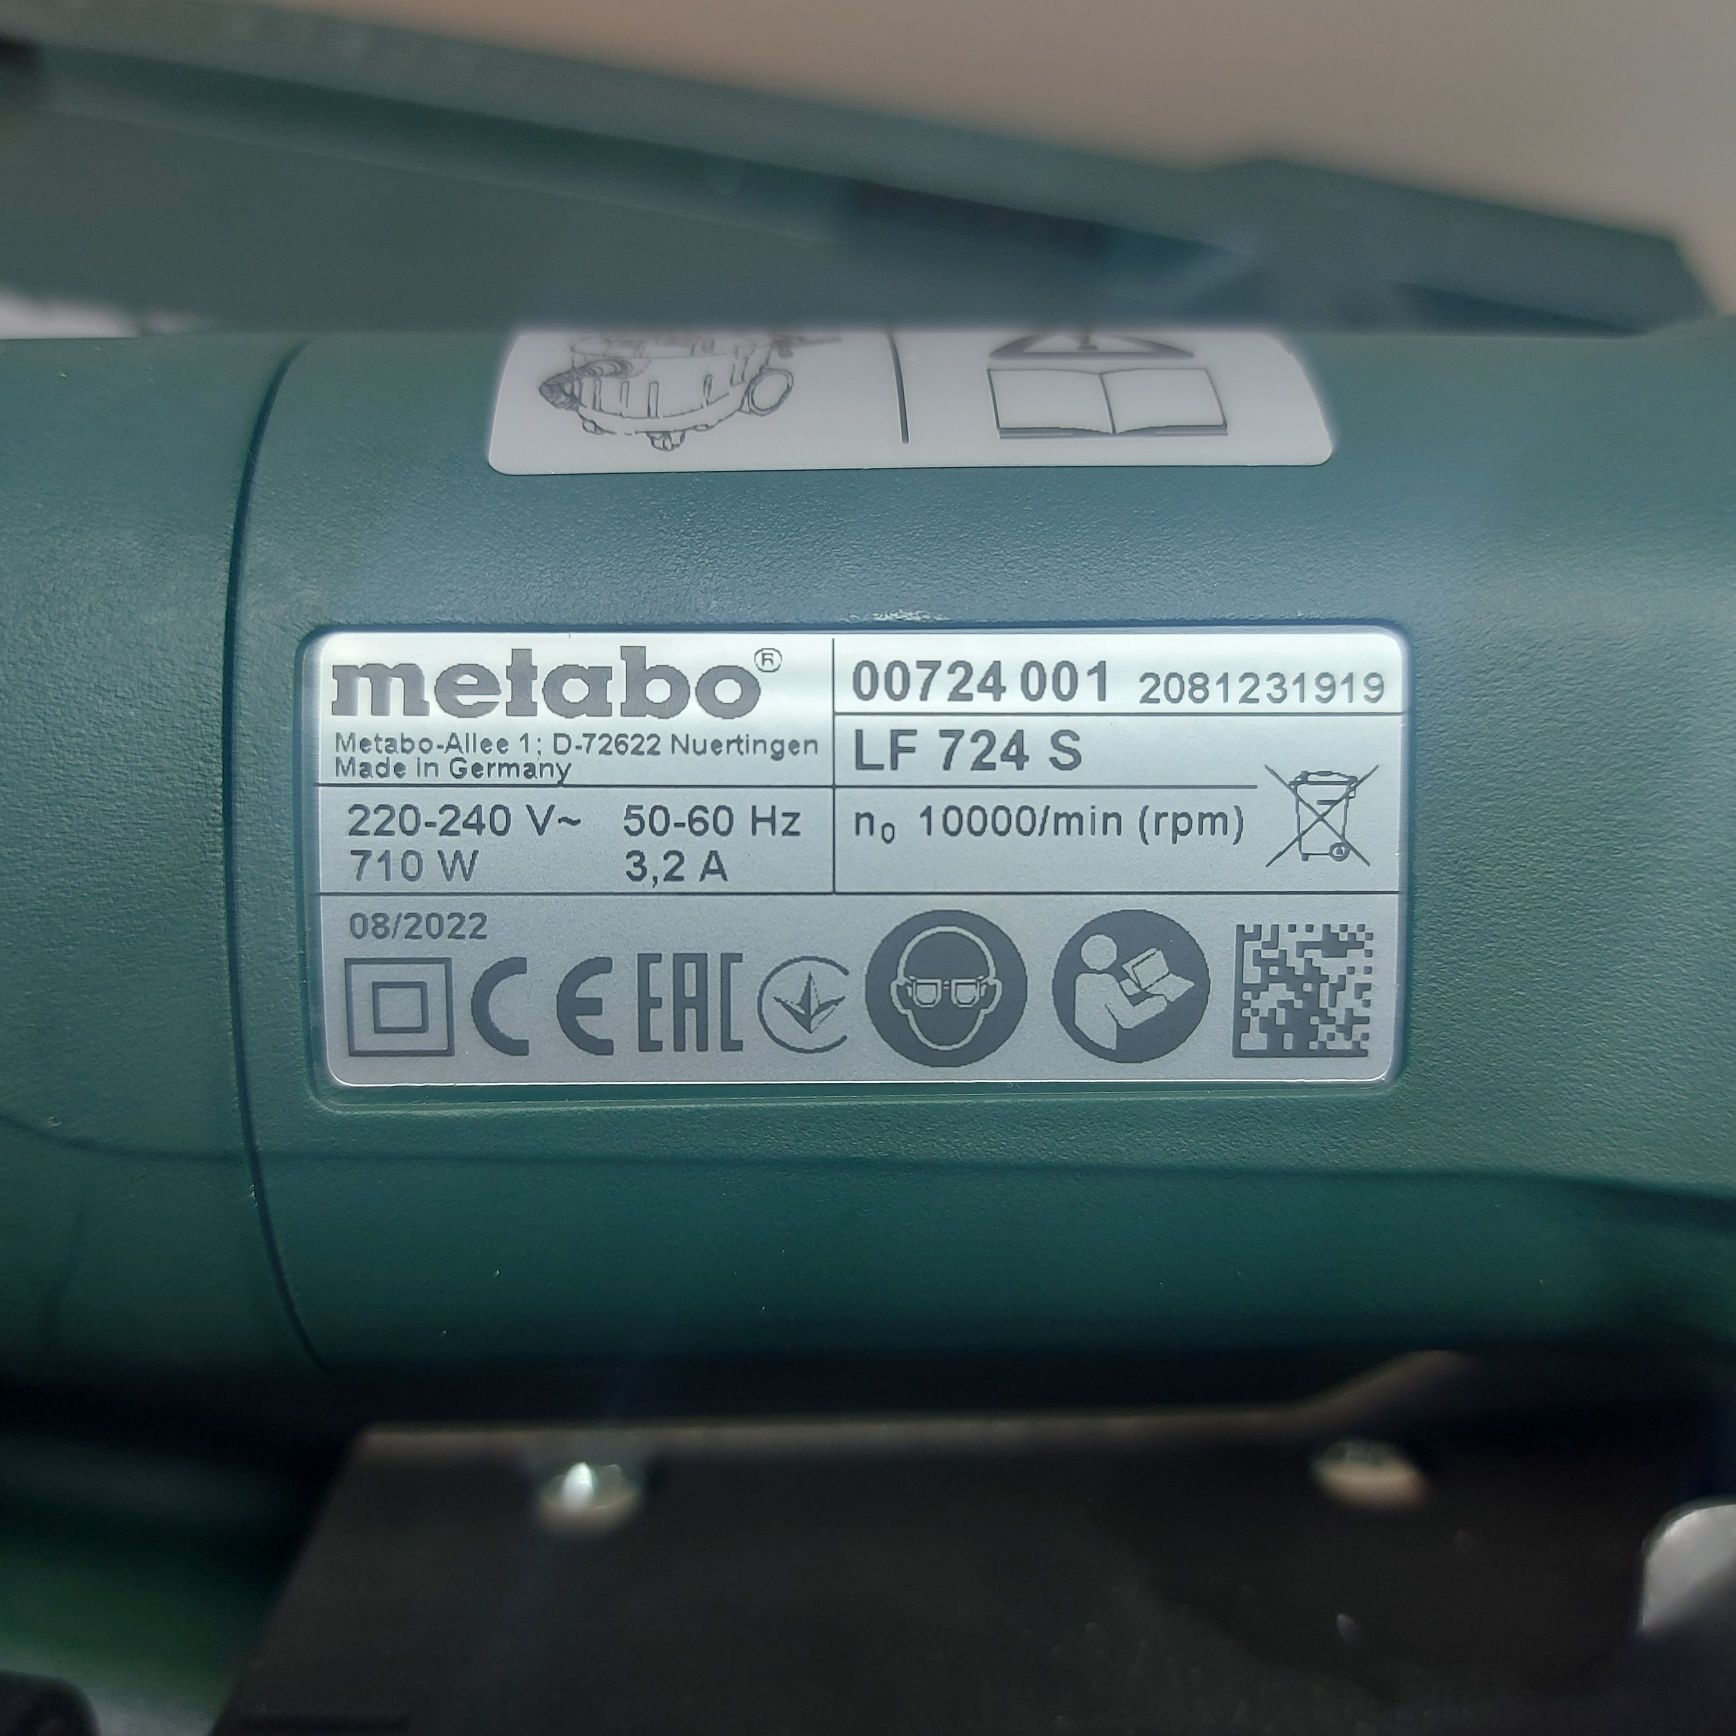 metabo®
Metabo-Allee 1; D-72622 Nuertingen
Made in Germany
00724 001 2081231919
LF 724 S
220-240 V~ 50-60 Hz
710 W 3,2 A
n₀ 10000/min (rpm)
08/2022
CE EAC